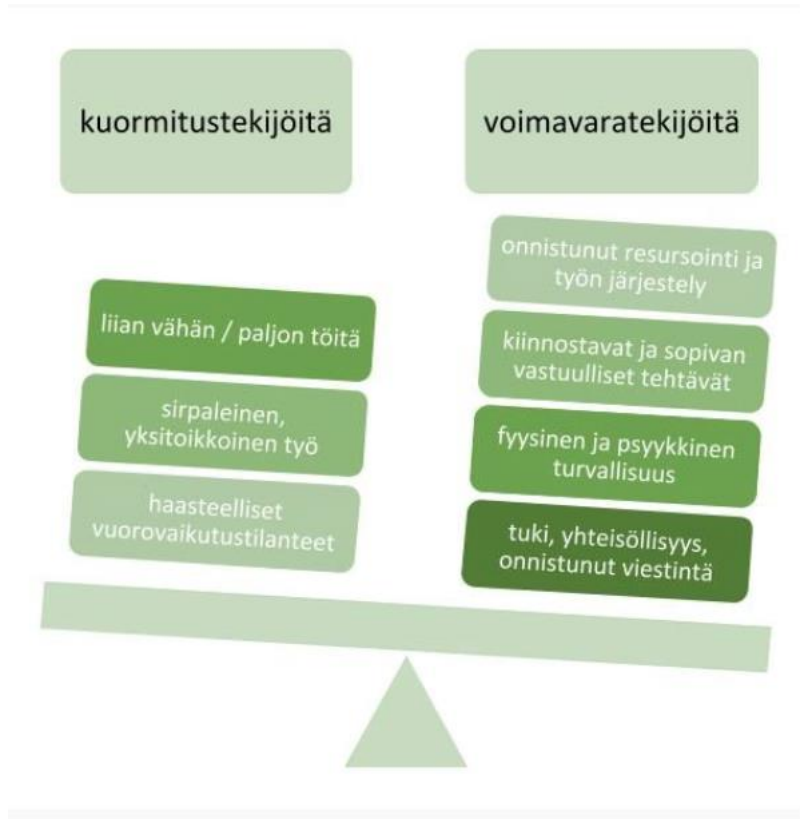 kuormitustekijöitä
voimavaratekijöitä
liian vähän / paljon töitä
sirpaleinen,
yksitoikkoinen työ
haasteelliset
vuorovaikutustilanteet
onnistunut resursointi ja
työn järjestely
kiinnostavat ja sopivan
vastuulliset tehtävät
fyysinen ja psyykkinen
turvallisuus
tuki, yhteisöllisyys,
onnistunut viestintä